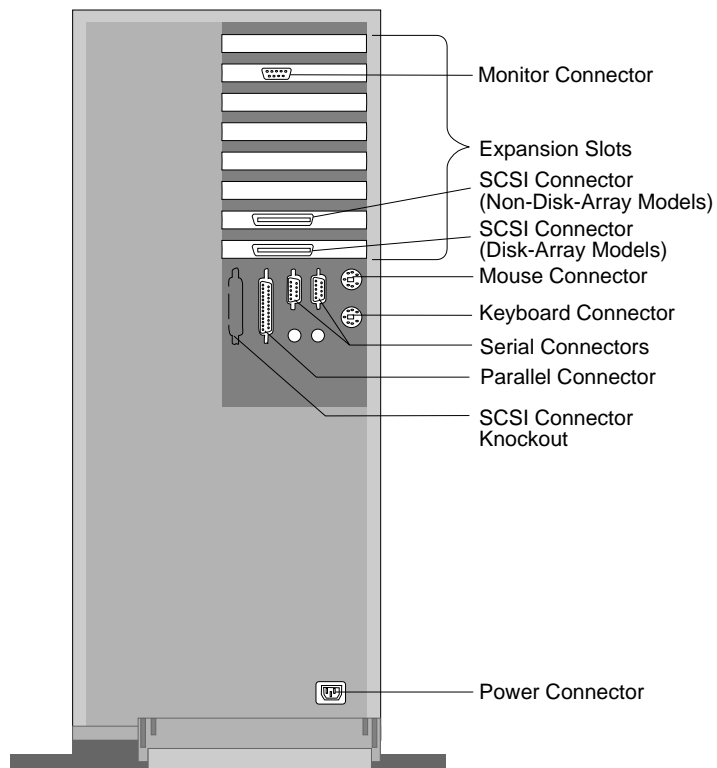 Monitor Connector
Expansion Slots
SCSI Connector
(Non-Disk-Array Models)
SCSI Connector
(Disk-Array Models)
Mouse Connector
Keyboard Connector
Serial Connectors
Parallel Connector
SCSI Connector
Knockout
Power Connector